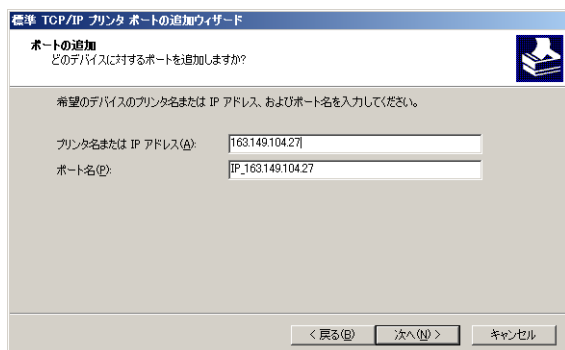 標準 TCP/IP プリンタ ポートの追加ウィザード
ポートの追加
どのデバイスに対するポートを追加しますか?
希望のデバイスのプリンタ名または IP アドレス、およびポート名を入力してください。
プリンタ名または IP アドレス(A): 163.149.104.27
ポート名(P): IP_163.149.104.27
< 戻る(B) 次へ(N) > キャンセル